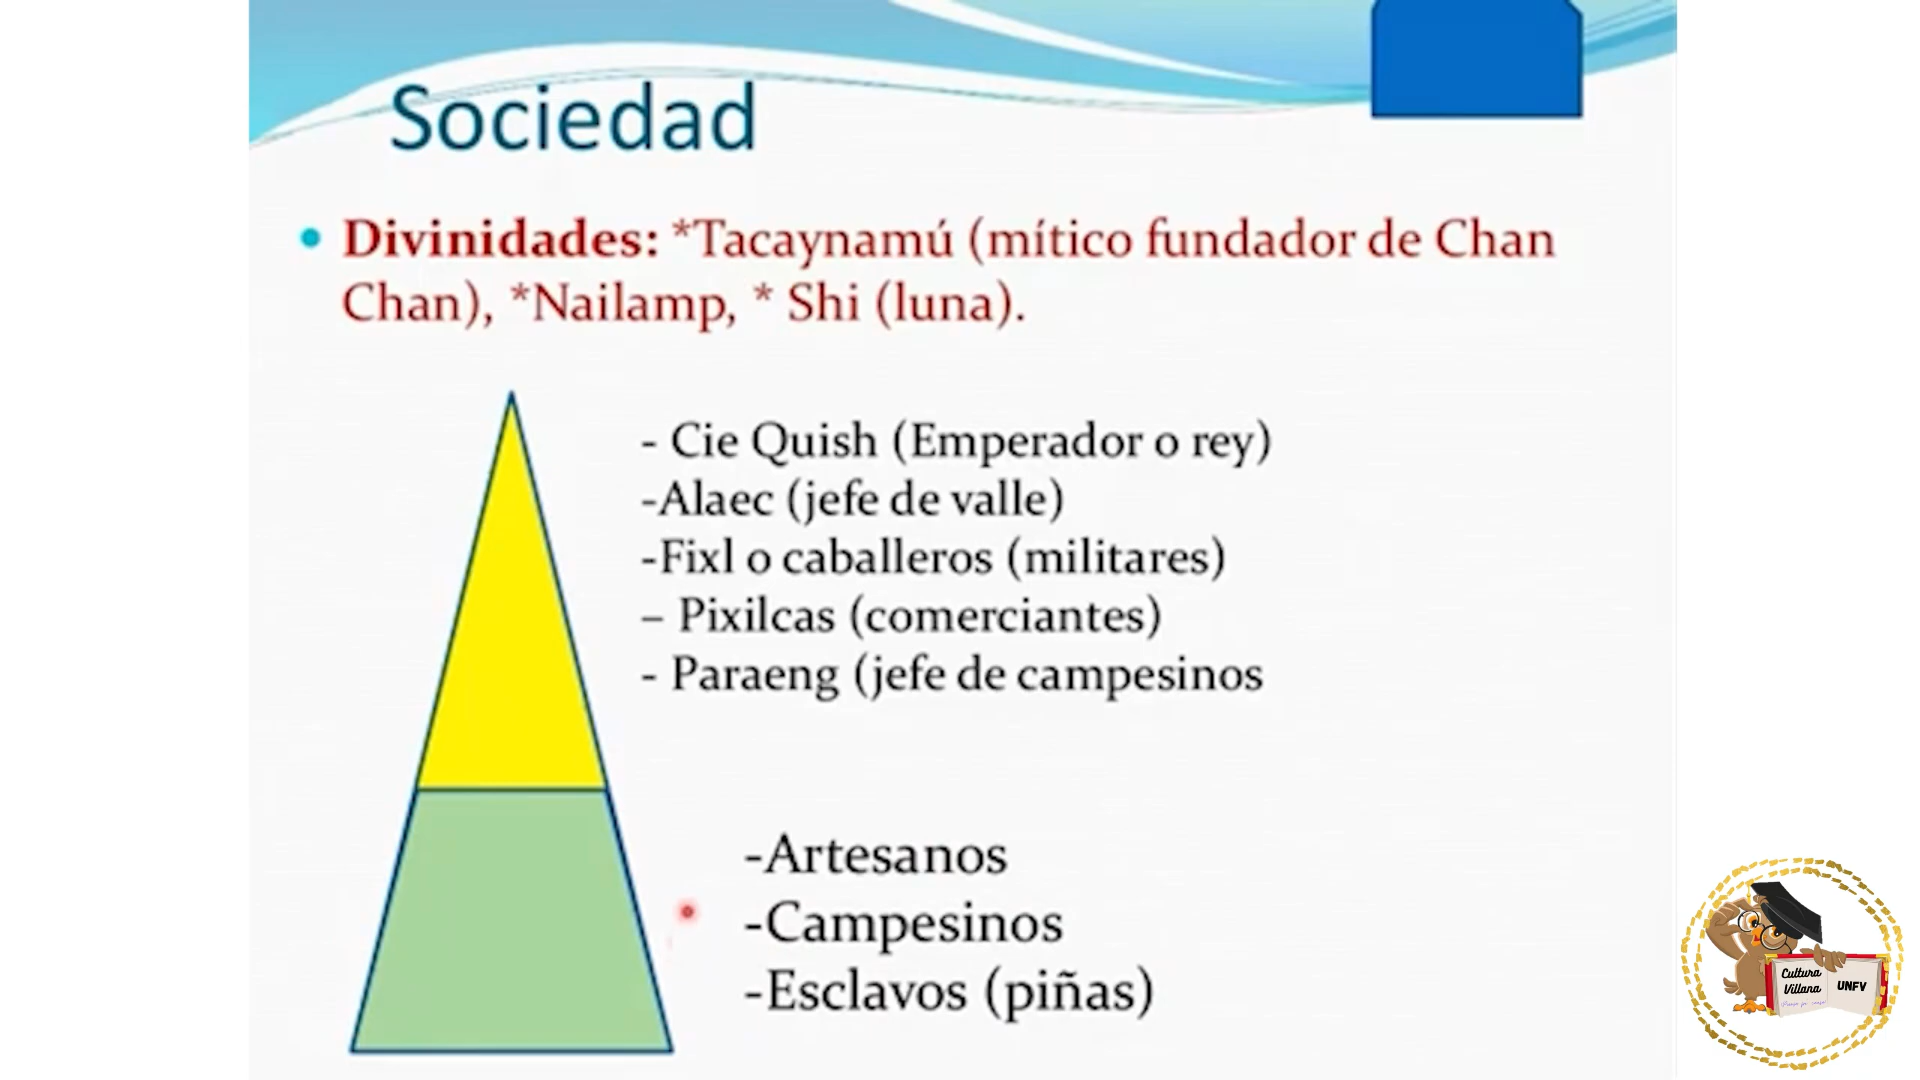 Sociedad
• Divinidades: *Tacaynamú (mítico fundador de Chan
Chan), *Nailamp, * Shi (luna).
- Cie Quish (Emperador o rey)
-Alaec (jefe de valle)
-Fixl o caballeros (militares)
– Pixilcas (comerciantes)
- Paraeng (jefe de campesinos
-Artesanos
-Campesinos
-Esclavos (piñas)
Cultura
Villana
UNFV